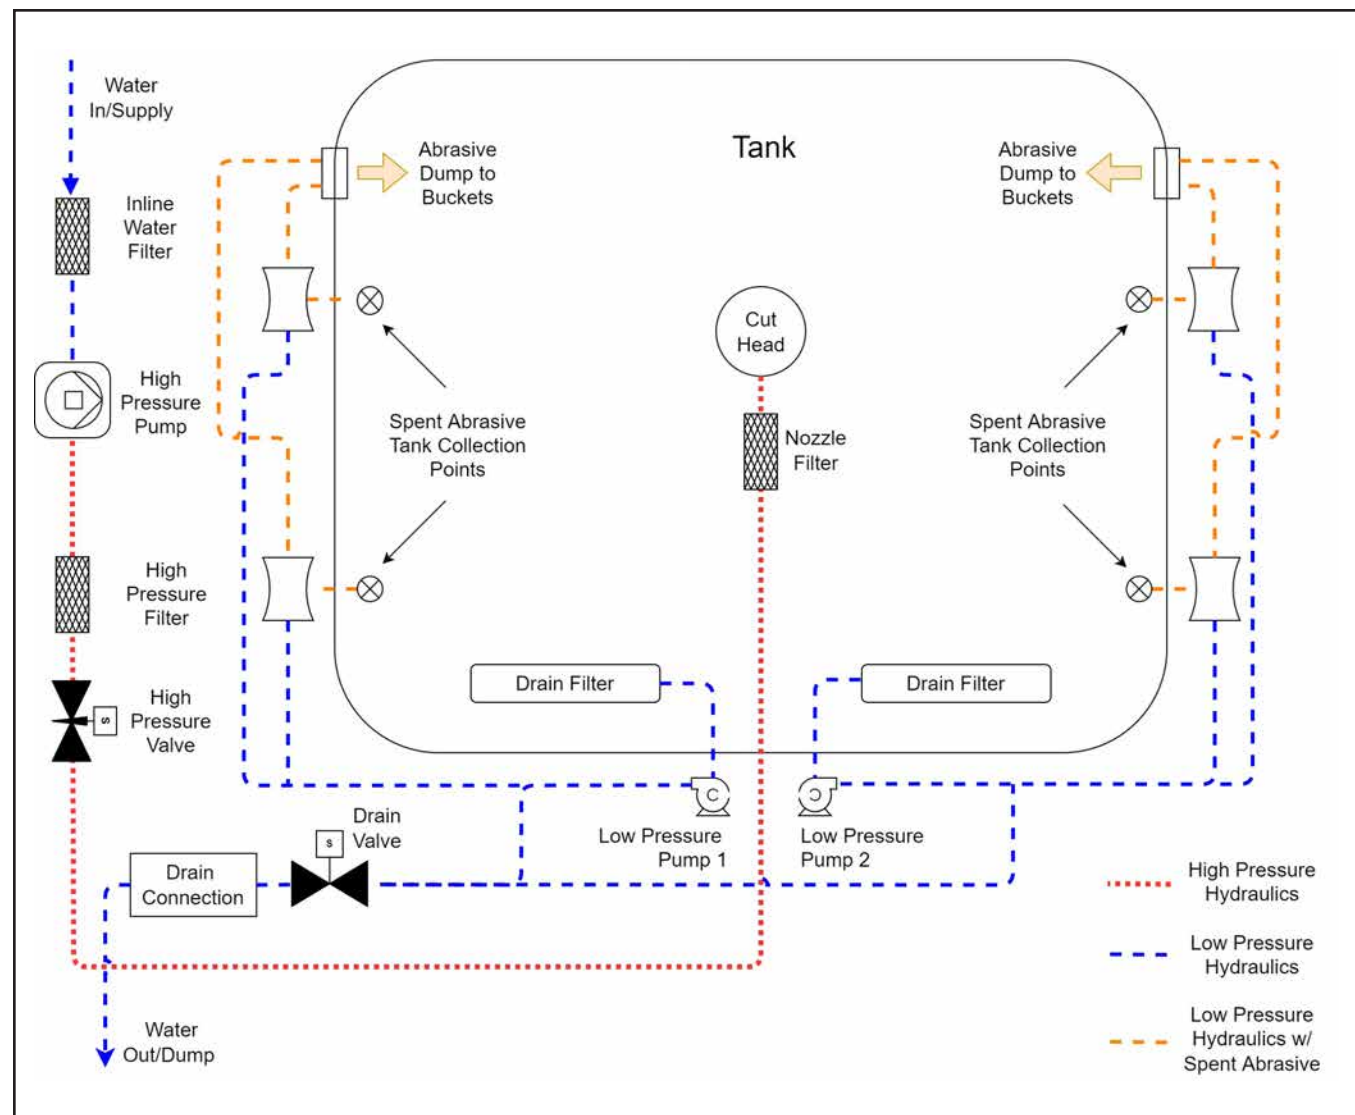 Water
In/Supply
Inline
Water
Filter
High
Pressure
Pump
High
Pressure
Filter
High
Pressure
Valve
s
Tank
Abrasive
Dump to
Buckets
Abrasive
Dump to
Buckets
Cut
Head
Spent Abrasive
Tank Collection
Points
Nozzle
Filter
Spent Abrasive
Tank Collection
Points
Drain Filter
Drain Filter
C
C
Low Pressure
Pump 1
Low Pressure
Pump 2
Drain
Valve
s
Drain
Connection
Water
Out/Dump
High Pressure
Hydraulics
Low Pressure
Hydraulics
Low Pressure
Hydraulics w/
Spent Abrasive